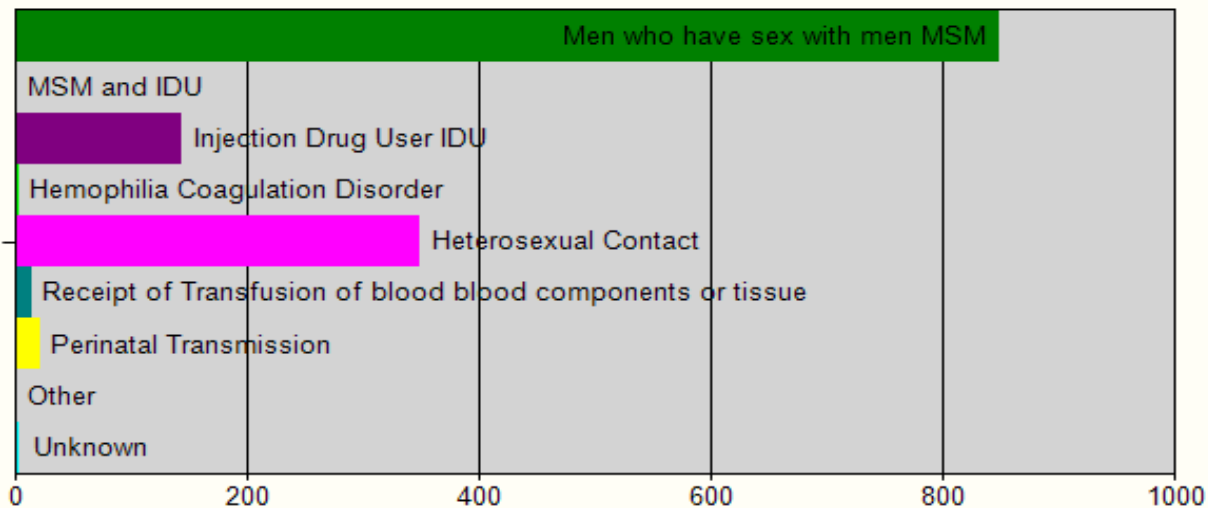 Men who have sex with men MSM
MSM and IDU
Injection Drug User IDU
Hemophilia Coagulation Disorder
Heterosexual Contact
Receipt of Transfusion of blood blood components or tissue
Perinatal Transmission
Other
Unknown
0 200 400 600 800 1000